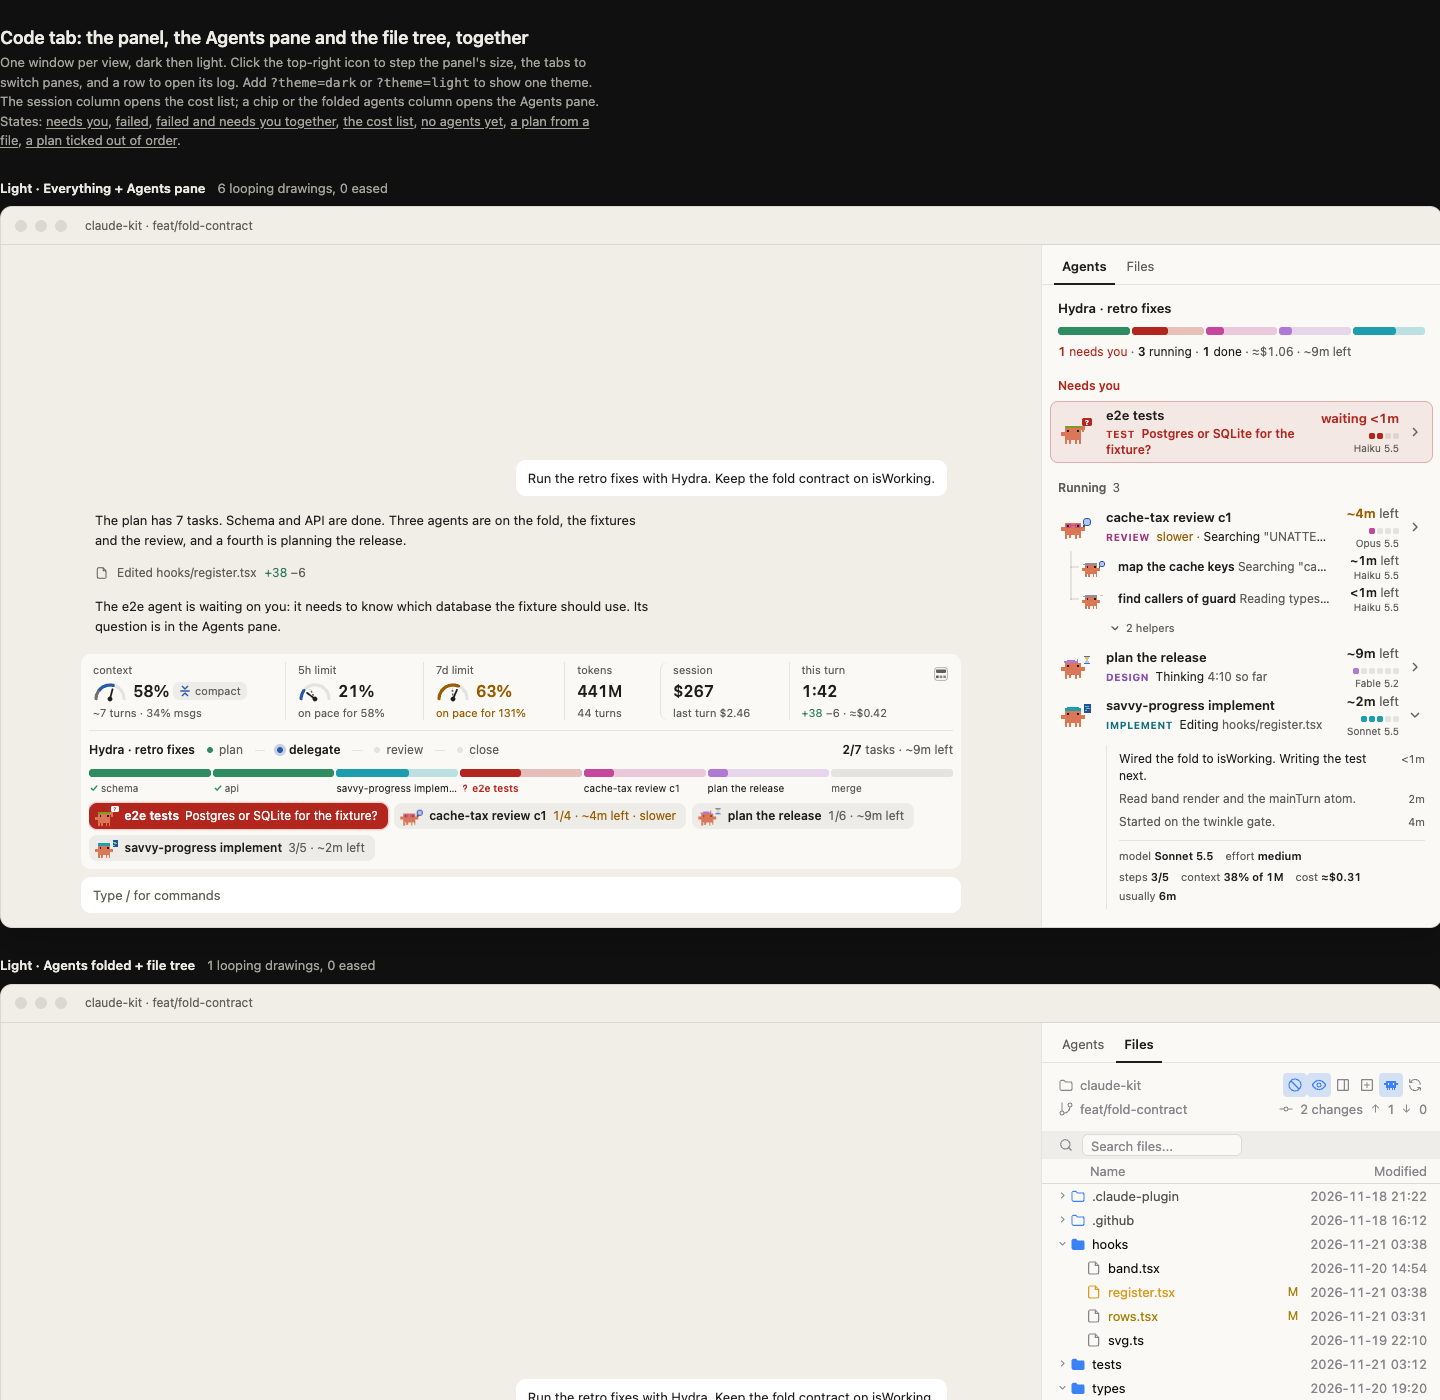 Code tab: the panel, the Agents pane and the file tree, together
One window per view, dark then light. Click the top-right icon to step the panel's size, the tabs to
switch panes, and a row to open its log. Add ?theme=dark or ?theme=light to show one theme.
The session column opens the cost list; a chip or the folded agents column opens the Agents pane.
States: needs you, failed, failed and needs you together, the cost list, no agents yet, a plan from a
file, a plan ticked out of order.
Light · Everything + Agents pane 6 looping drawings, 0 eased
claude-kit · feat/fold-contract
Run the retro fixes with Hydra. Keep the fold contract on isWorking.
The plan has 7 tasks. Schema and API are done. Three agents are on the fold, the fixtures
and the review, and a fourth is planning the release.
Edited hooks/register.tsx +38 −6
The e2e agent is waiting on you: it needs to know which database the fixture should use. Its
question is in the Agents pane.
context 5h limit 7d limit tokens session this turn
58% compact 21% 63% 441M $267 1:42
~7 turns · 34% msgs on pace for 58% on pace for 131% 44 turns last turn $2.46 +38 −6 · ≈$0.42
Hydra · retro fixes plan delegate review close 2/7 tasks · ~9m left
schema api savvy-progress implem... ? e2e tests cache-tax review c1 plan the release merge
e2e tests Postgres or SQLite for the fixture? cache-tax review c1 1/4 · ~4m left · slower plan the release 1/6 · ~9m left
savvy-progress implement 3/5 · ~2m left
Type / for commands
Agents Files
Hydra · retro fixes
1 needs you · 3 running · 1 done · ≈$1.06 · ~9m left
Needs you
e2e tests waiting <1m
TEST Postgres or SQLite for the
fixture? Haiku 5.5
Running 3
cache-tax review c1 ~4m left
REVIEW slower · Searching "UNATTE...
Opus 5.5
map the cache keys Searching "ca... ~1m left
Haiku 5.5
find callers of guard Reading types... <1m left
Haiku 5.5
2 helpers
plan the release ~9m left
DESIGN Thinking 4:10 so far
Fable 5.2
savvy-progress implement ~2m left
IMPLEMENT Editing hooks/register.tsx
Sonnet 5.5
Wired the fold to isWorking. Writing the test <1m
next.
Read band render and the mainTurn atom. 2m
Started on the twinkle gate. 4m
model Sonnet 5.5 effort medium
steps 3/5 context 38% of 1M cost ≈$0.31
usually 6m
Light · Agents folded + file tree 1 looping drawings, 0 eased
claude-kit · feat/fold-contract
Run the retro fixes with Hydra. Keep the fold contract on isWorking.
Agents Files
claude-kit
feat/fold-contract 2 changes ↑ 1 ↓ 0
Search files...
Name Modified
.claude-plugin 2026-11-18 21:22
.github 2026-11-18 16:12
hooks 2026-11-21 03:38
band.tsx 2026-11-20 14:54
register.tsx M 2026-11-21 03:38
rows.tsx M 2026-11-21 03:31
svg.ts 2026-11-19 22:10
tests 2026-11-21 03:12
types 2026-11-20 19:20